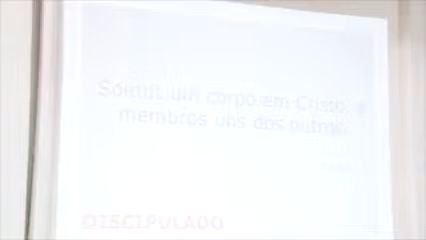 Somos um corpo em Cristo,
membros uns dos outros.
DISCIPULADO